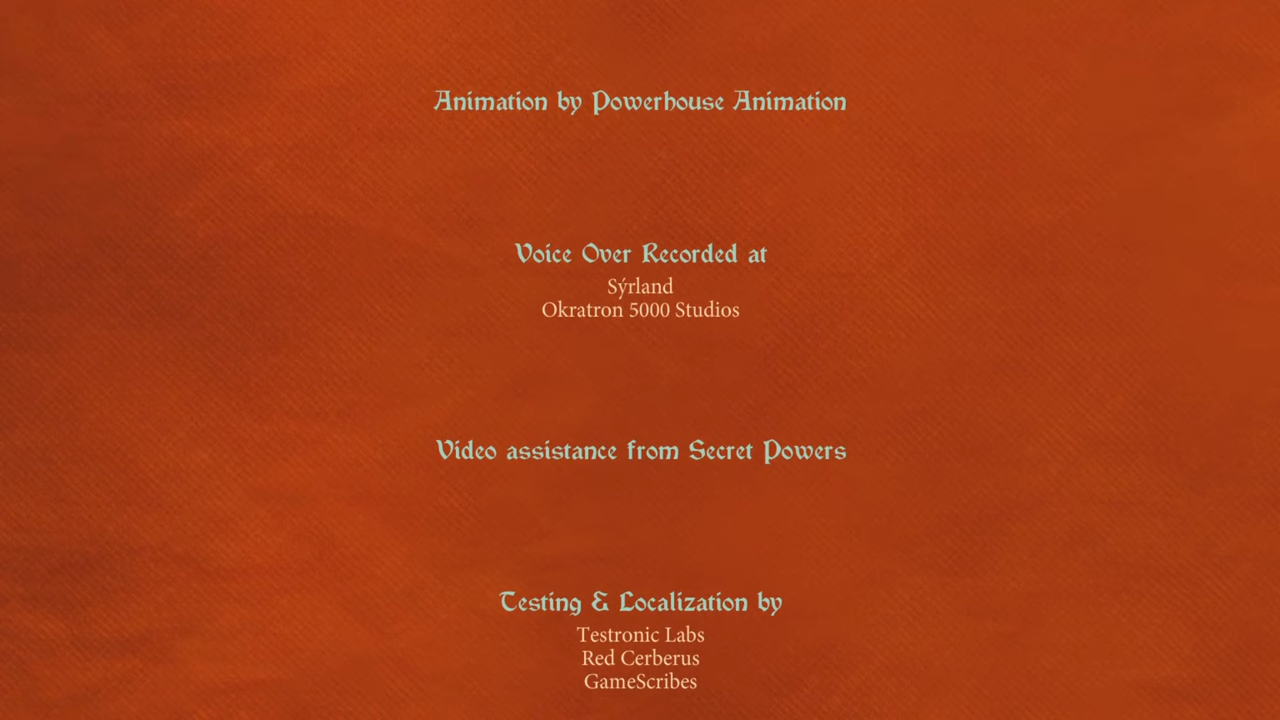 Animation by Powerhouse Animation
Voice Over Recorded at
Sýrland
Okratron 5000 Studios
Video assistance from Secret Powers
Testing & Localization by
Testronic Labs
Red Cerberus
GameScribes